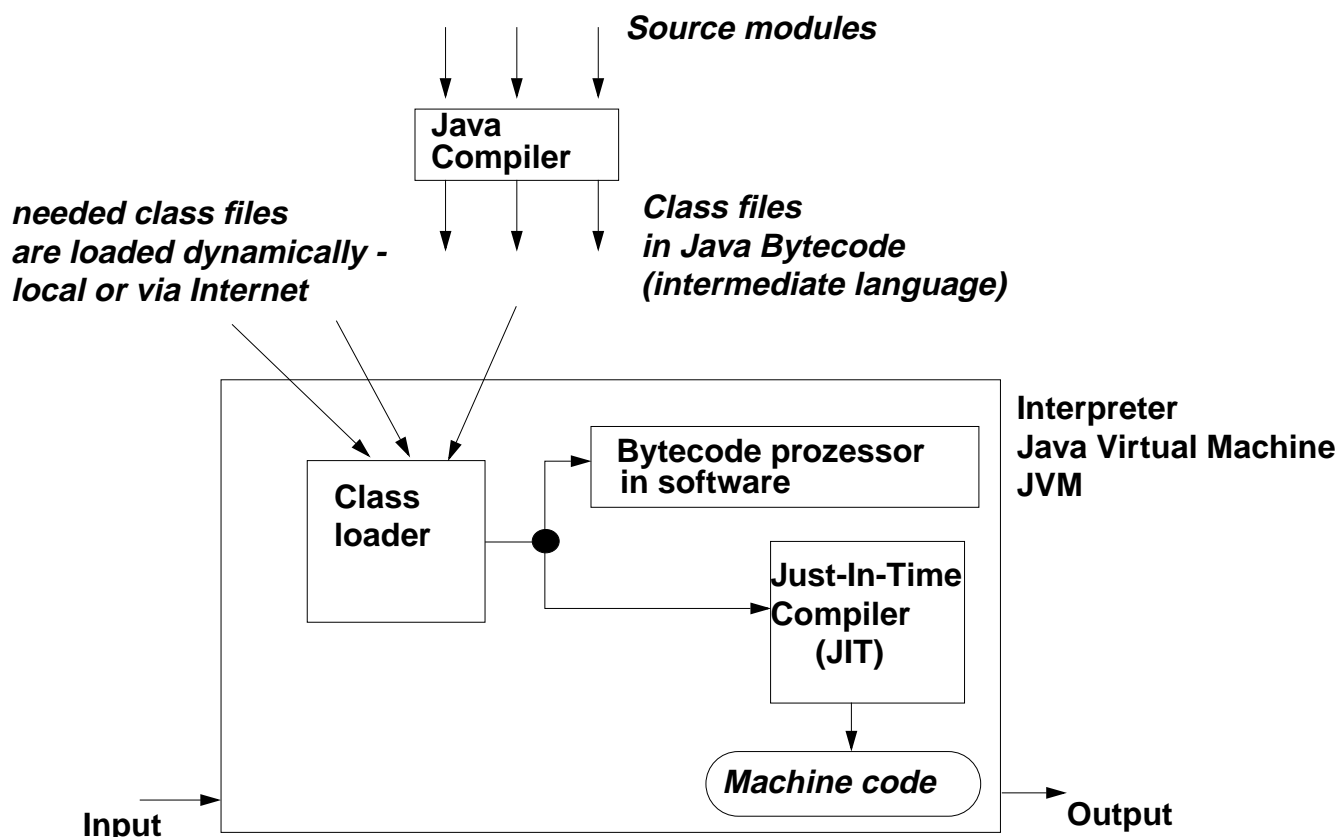 Source modules
Java
Compiler
needed class files
are loaded dynamically -
local or via Internet
Class files
in Java Bytecode
(intermediate language)
Interpreter
Java Virtual Machine
JVM
Class
loader
Bytecode prozessor
in software
Just-In-Time
Compiler
(JIT)
Machine code
Input
Output